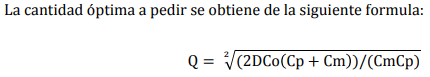 La cantidad óptima a pedir se obtiene de la siguiente formula:
Q = ²√(2DCo(Cp + Cm))/(CmCp)